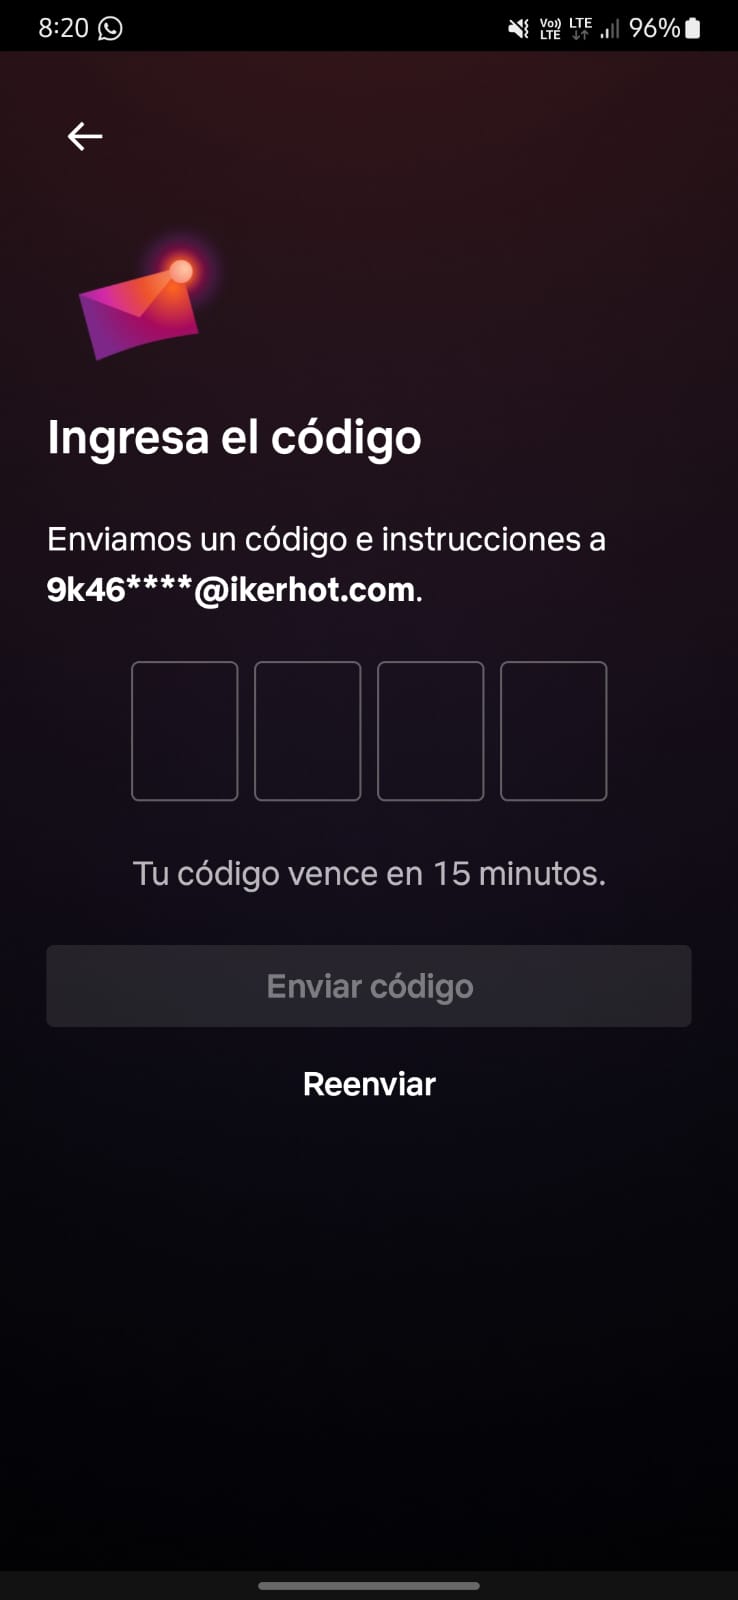 8:20
Vo)) LTE
LTE
96%
Ingresa el código
Enviamos un código e instrucciones a
9k46****@ikerhot.com.
Tu código vence en 15 minutos.
Enviar código
Reenviar